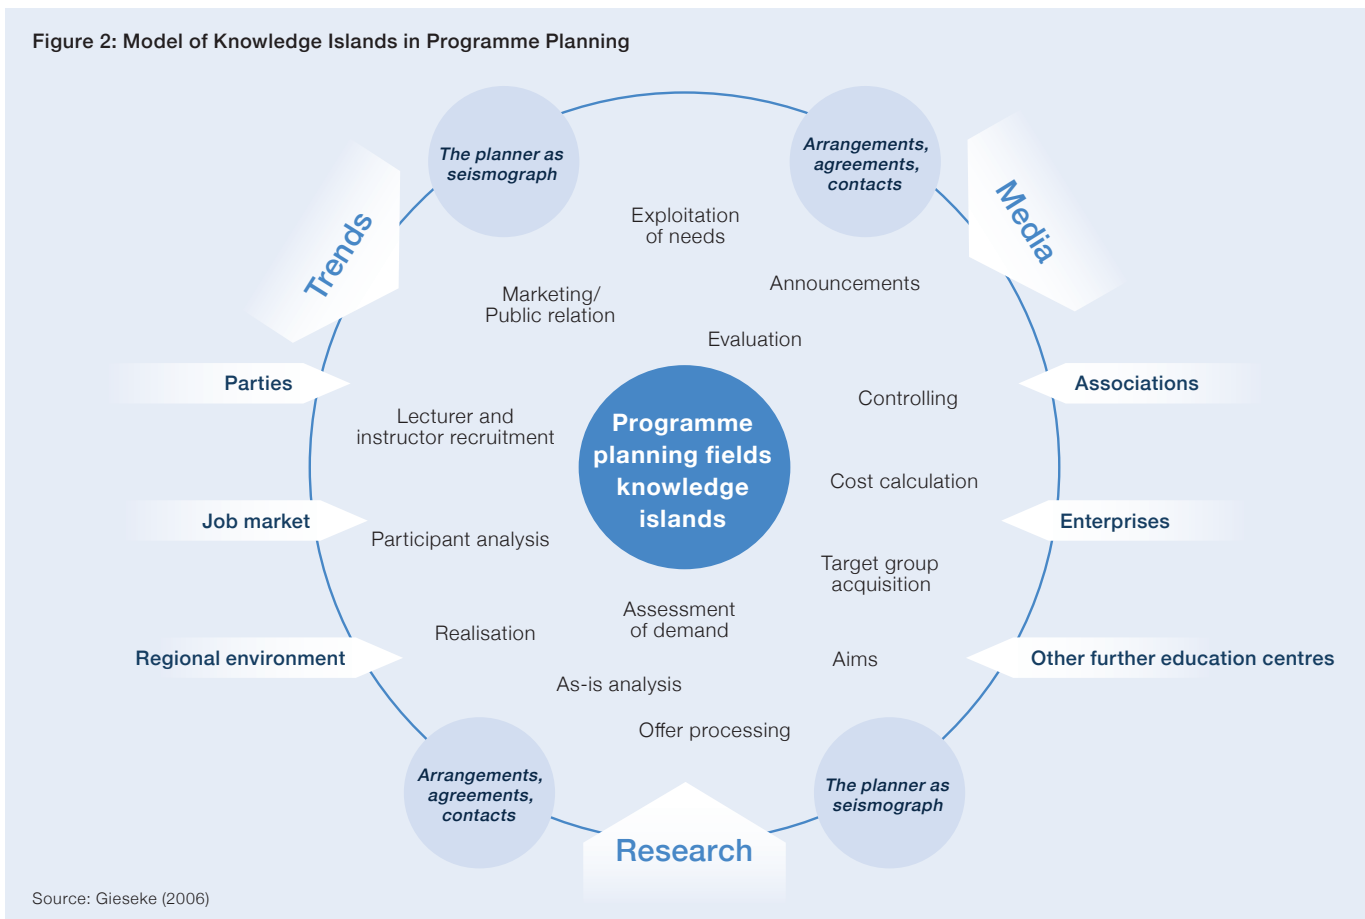 Figure 2: Model of Knowledge Islands in Programme Planning
The planner as
seismograph
Arrangements,
agreements,
contacts
Trends
Media
Exploitation
of needs
Announcements
Marketing/
Public relation
Evaluation
Parties
Associations
Controlling
Lecturer and
instructor recruitment
Programme
planning fields
knowledge
islands
Cost calculation
Job market
Enterprises
Participant analysis
Target group
acquisition
Assessment
of demand
Realisation
Regional environment
Aims
Other further education centres
As-is analysis
Offer processing
Arrangements,
agreements,
contacts
The planner as
seismograph
Research
Source: Gieseke (2006)